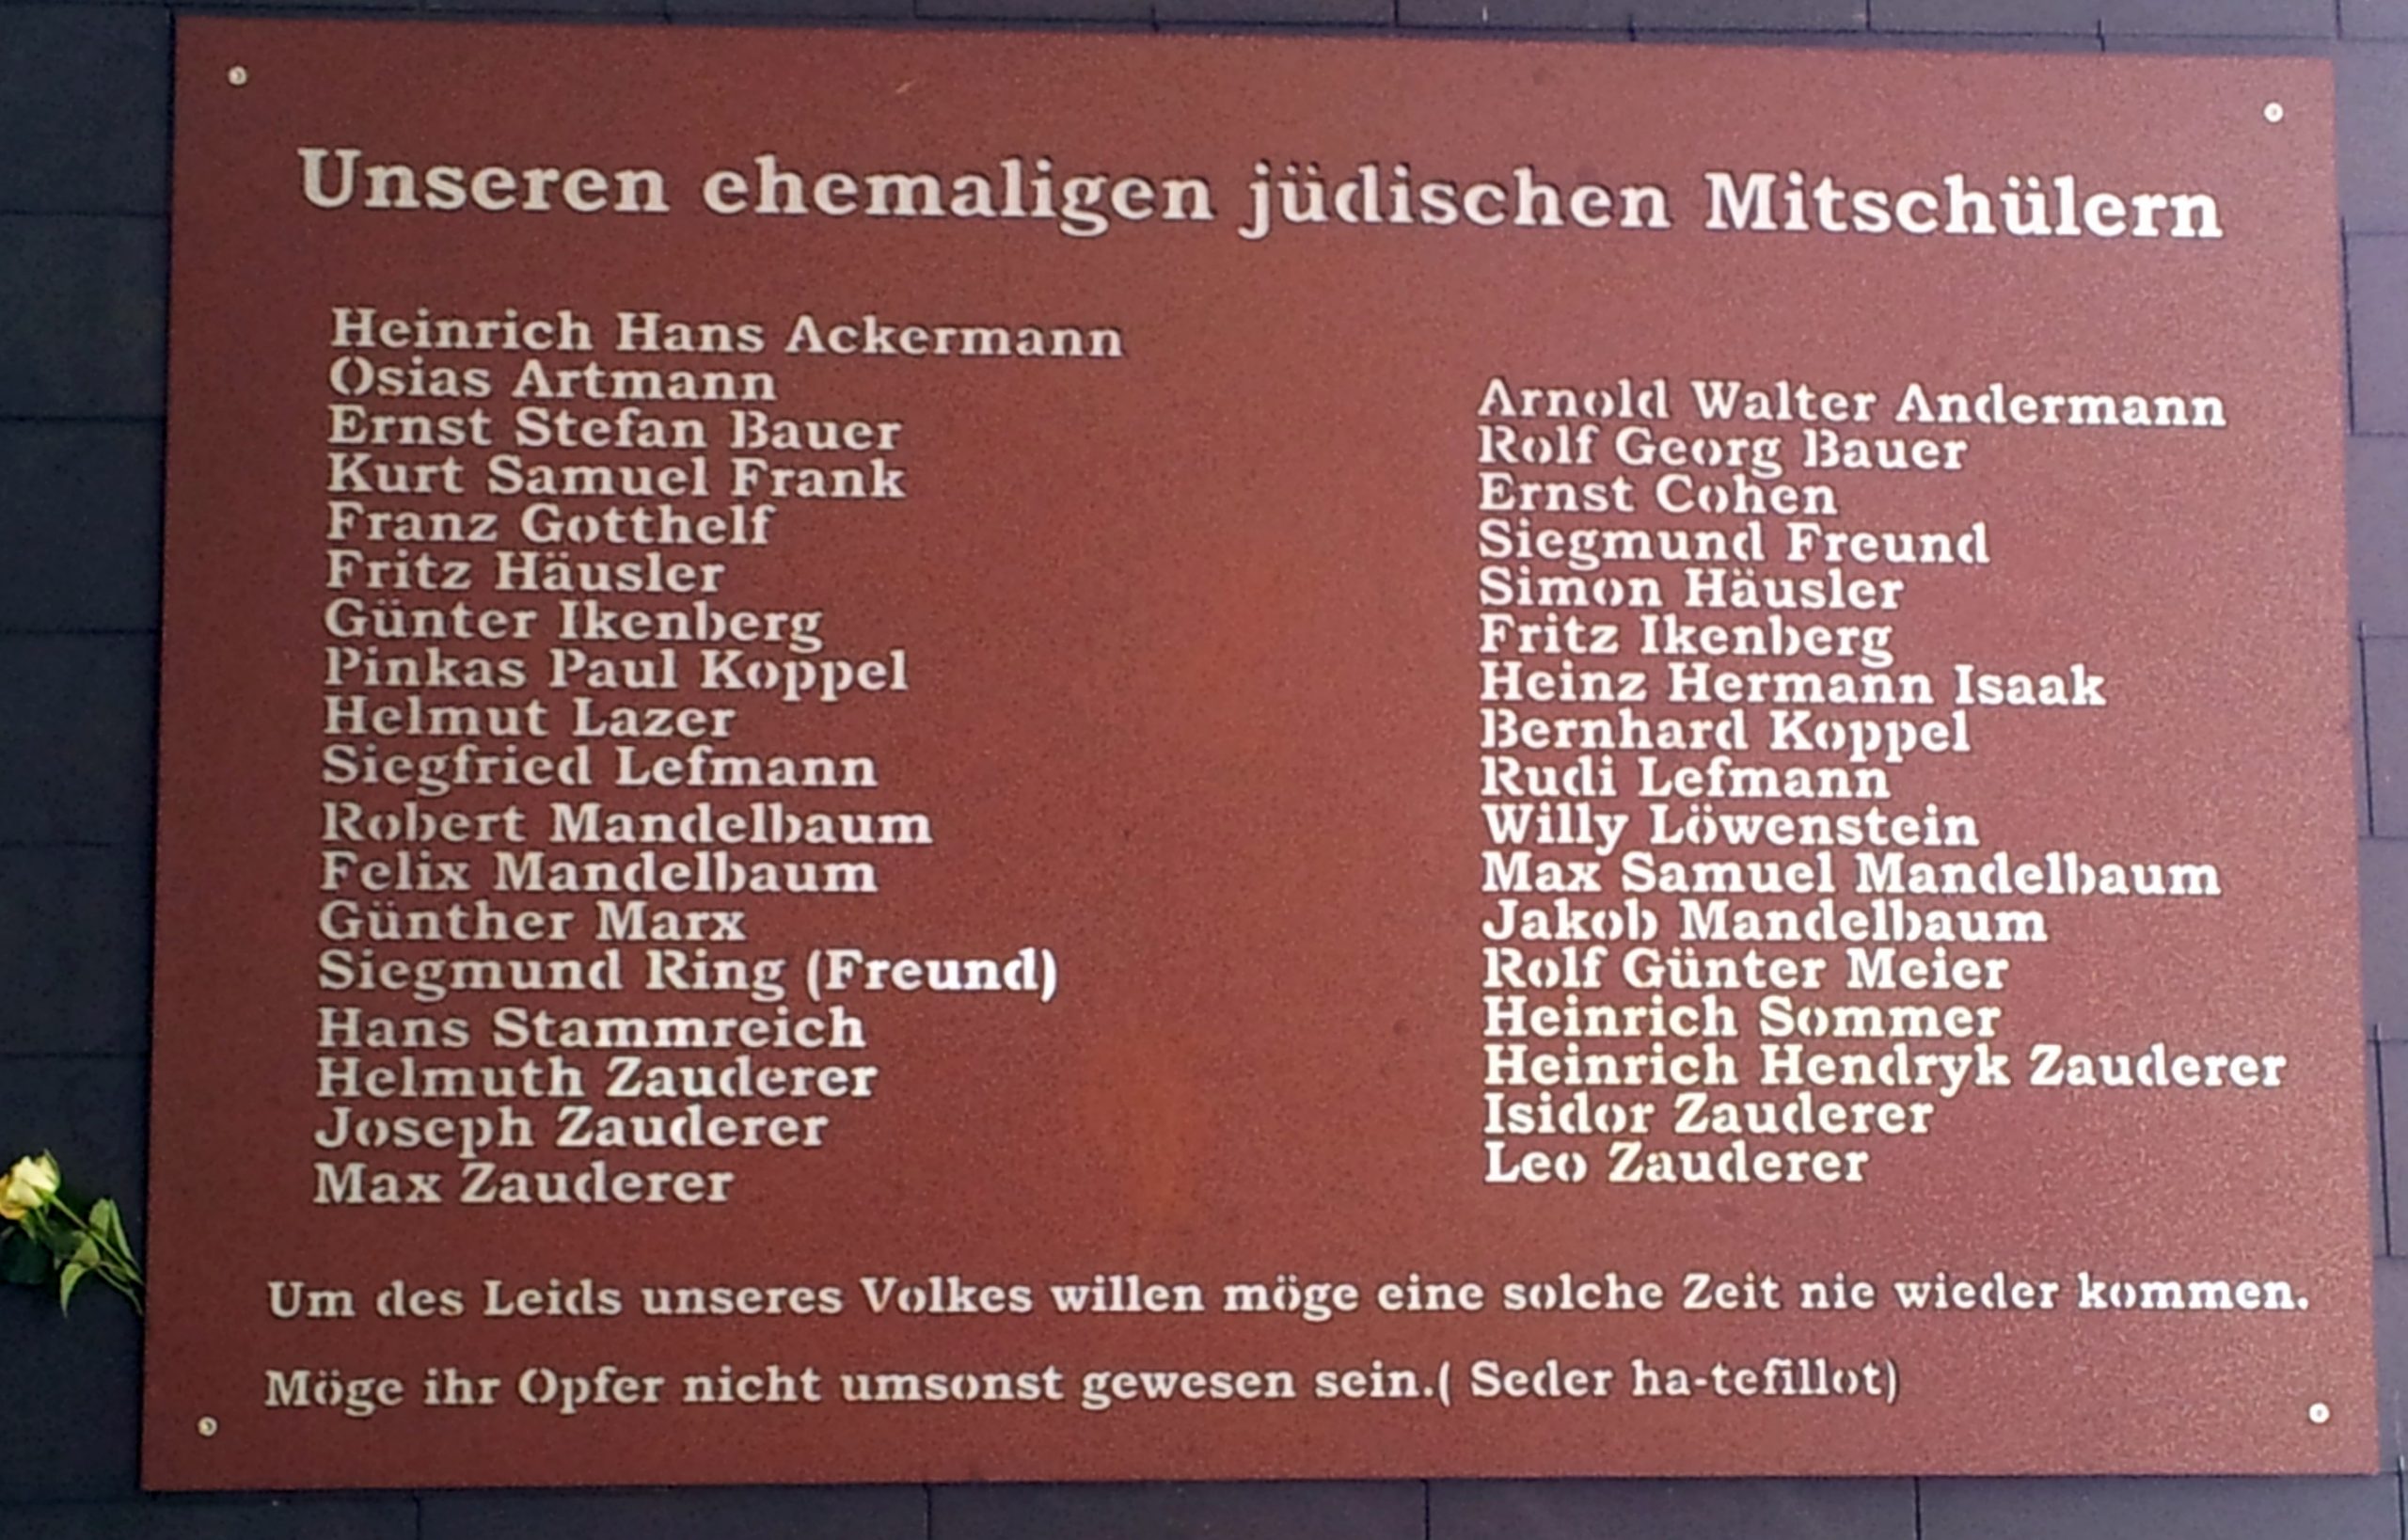 Unseren ehemaligen jüdischen Mitschülern
Heinrich Hans Ackermann
Osias Artmann
Ernst Stefan Bauer
Kurt Samuel Frank
Franz Gotthelf
Fritz Häusler
Günter Ikenberg
Pinkas Paul Koppel
Helmut Lazer
Siegfried Lefmann
Robert Mandelbaum
Felix Mandelbaum
Günther Marx
Siegmund Ring (Freund)
Hans Stammreich
Helmuth Zauderer
Joseph Zauderer
Max Zauderer
Arnold Walter Andermann
Rolf Georg Bauer
Ernst Cohen
Siegmund Freund
Simon Häusler
Fritz Ikenberg
Heinz Hermann Isaak
Bernhard Koppel
Rudi Lefmann
Willy Löwenstein
Max Samuel Mandelbaum
Jakob Mandelbaum
Rolf Günter Meier
Heinrich Sommer
Heinrich Hendryk Zauderer
Isidor Zauderer
Leo Zauderer
Um des Leids unseres Volkes willen möge eine solche Zeit nie wieder kommen.
Möge ihr Opfer nicht umsonst gewesen sein.( Seder ha-tefillot)